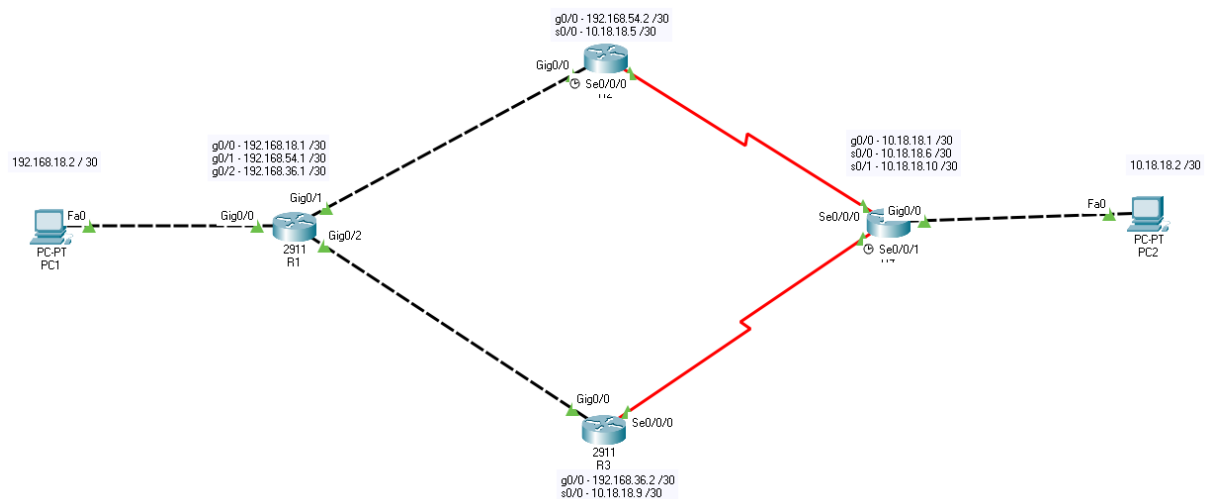 g0/0 - 192.168.54.2 /30
s0/0 - 10.18.18.5 /30
Gig0/0
Se0/0/0
192.168.18.2 / 30
g0/0 - 192.168.18.1 /30
g0/1 - 192.168.54.1 /30
g0/2 - 192.168.36.1 /30
g0/0 - 10.18.18.1 /30
s0/0 - 10.18.18.6 /30
s0/1 - 10.18.18.10 /30
10.18.18.2 /30
Fa0
Gig0/0
Gig0/1
Gig0/2
2911
R1
PC-PT
PC1
Se0/0/0
Gig0/0
Se0/0/1
Fa0
PC-PT
PC2
Gig0/0
Se0/0/0
2911
R3
g0/0 - 192.168.36.2 /30
s0/0 - 10.18.18.9 /30